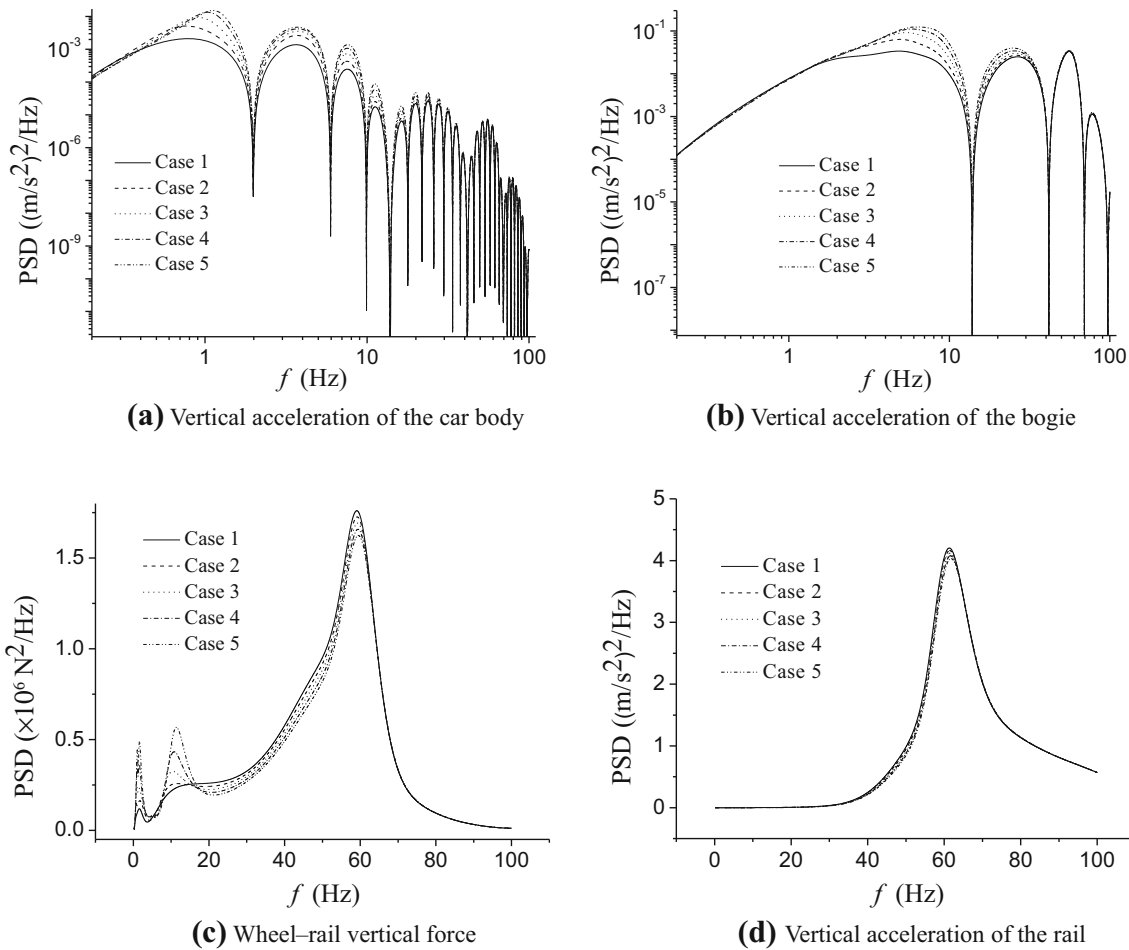 PSD ((m/s²)²/Hz)
10⁻³
10⁻⁶
10⁻⁹
Case 1
Case 2
Case 3
Case 4
Case 5
1 10 100
f (Hz)
(a) Vertical acceleration of the car body
PSD ((m/s²)²/Hz)
10⁻¹
10⁻³
10⁻⁵
10⁻⁷
Case 1
Case 2
Case 3
Case 4
Case 5
1 10 100
f (Hz)
(b) Vertical acceleration of the bogie
PSD (×10⁶ N²/Hz)
1.5
1.0
0.5
0.0
Case 1
Case 2
Case 3
Case 4
Case 5
0 20 40 60 80 100
f (Hz)
(c) Wheel–rail vertical force
PSD ((m/s²)²/Hz)
5
4
3
2
1
0
Case 1
Case 2
Case 3
Case 4
Case 5
0 20 40 60 80 100
f (Hz)
(d) Vertical acceleration of the rail